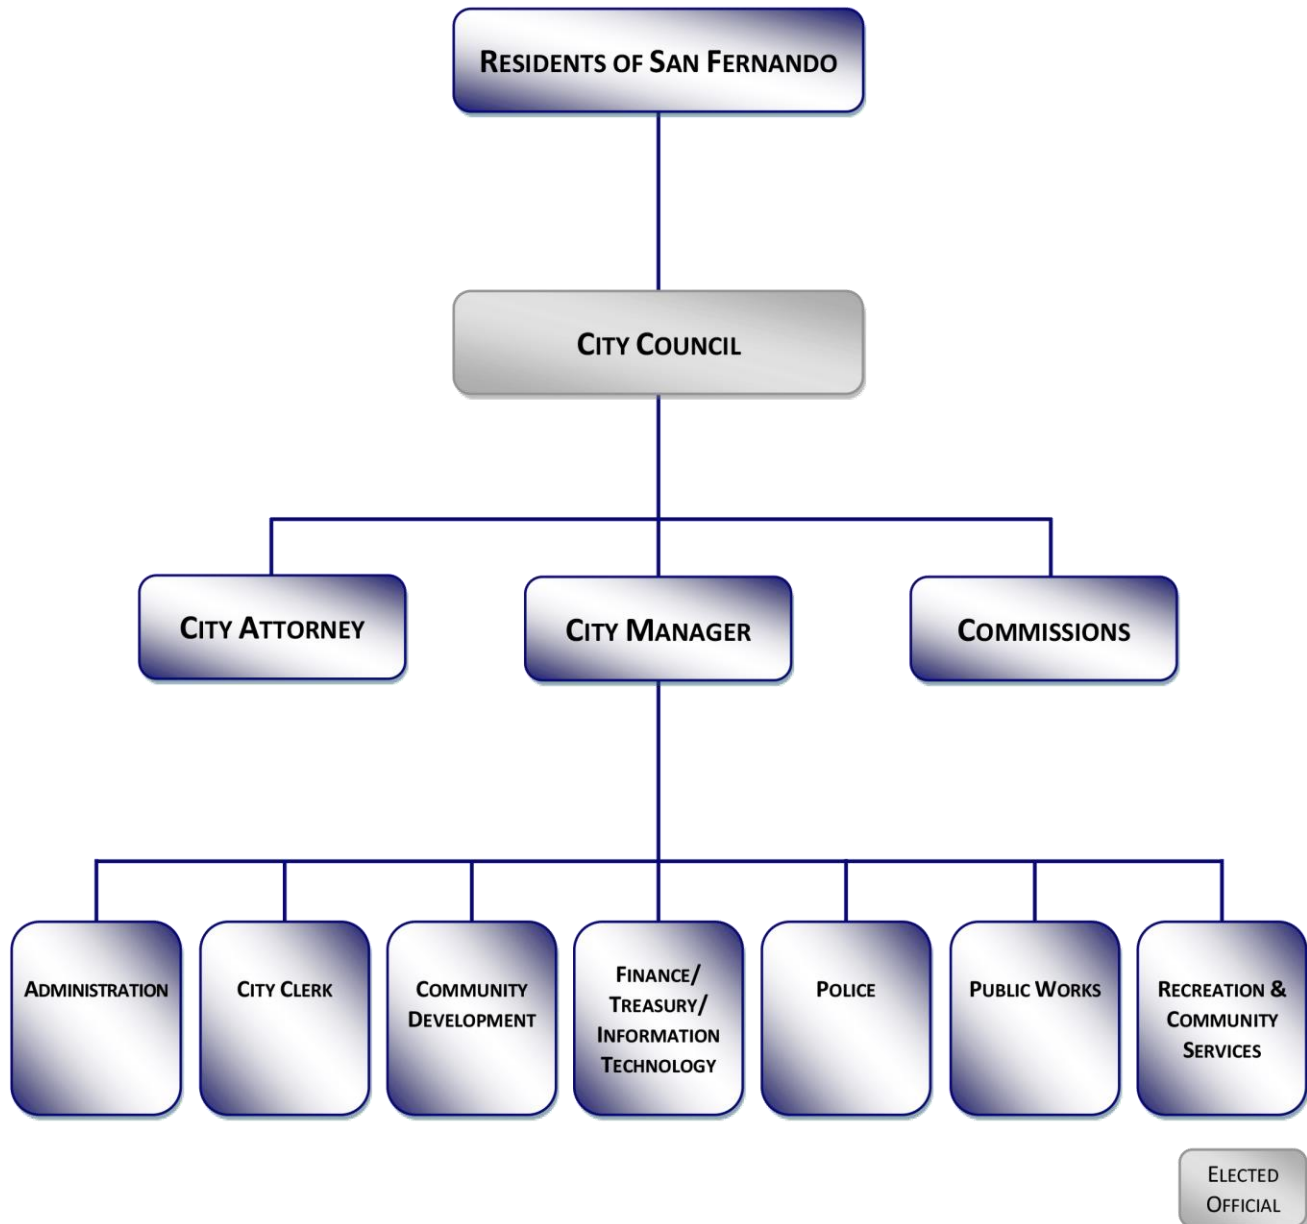 RESIDENTS OF SAN FERNANDO
CITY COUNCIL
CITY ATTORNEY
CITY MANAGER
COMMISSIONS
ADMINISTRATION
CITY CLERK
COMMUNITY
DEVELOPMENT
FINANCE/
TREASURY/
INFORMATION
TECHNOLOGY
POLICE
PUBLIC WORKS
RECREATION &
COMMUNITY
SERVICES
ELECTED
OFFICIAL